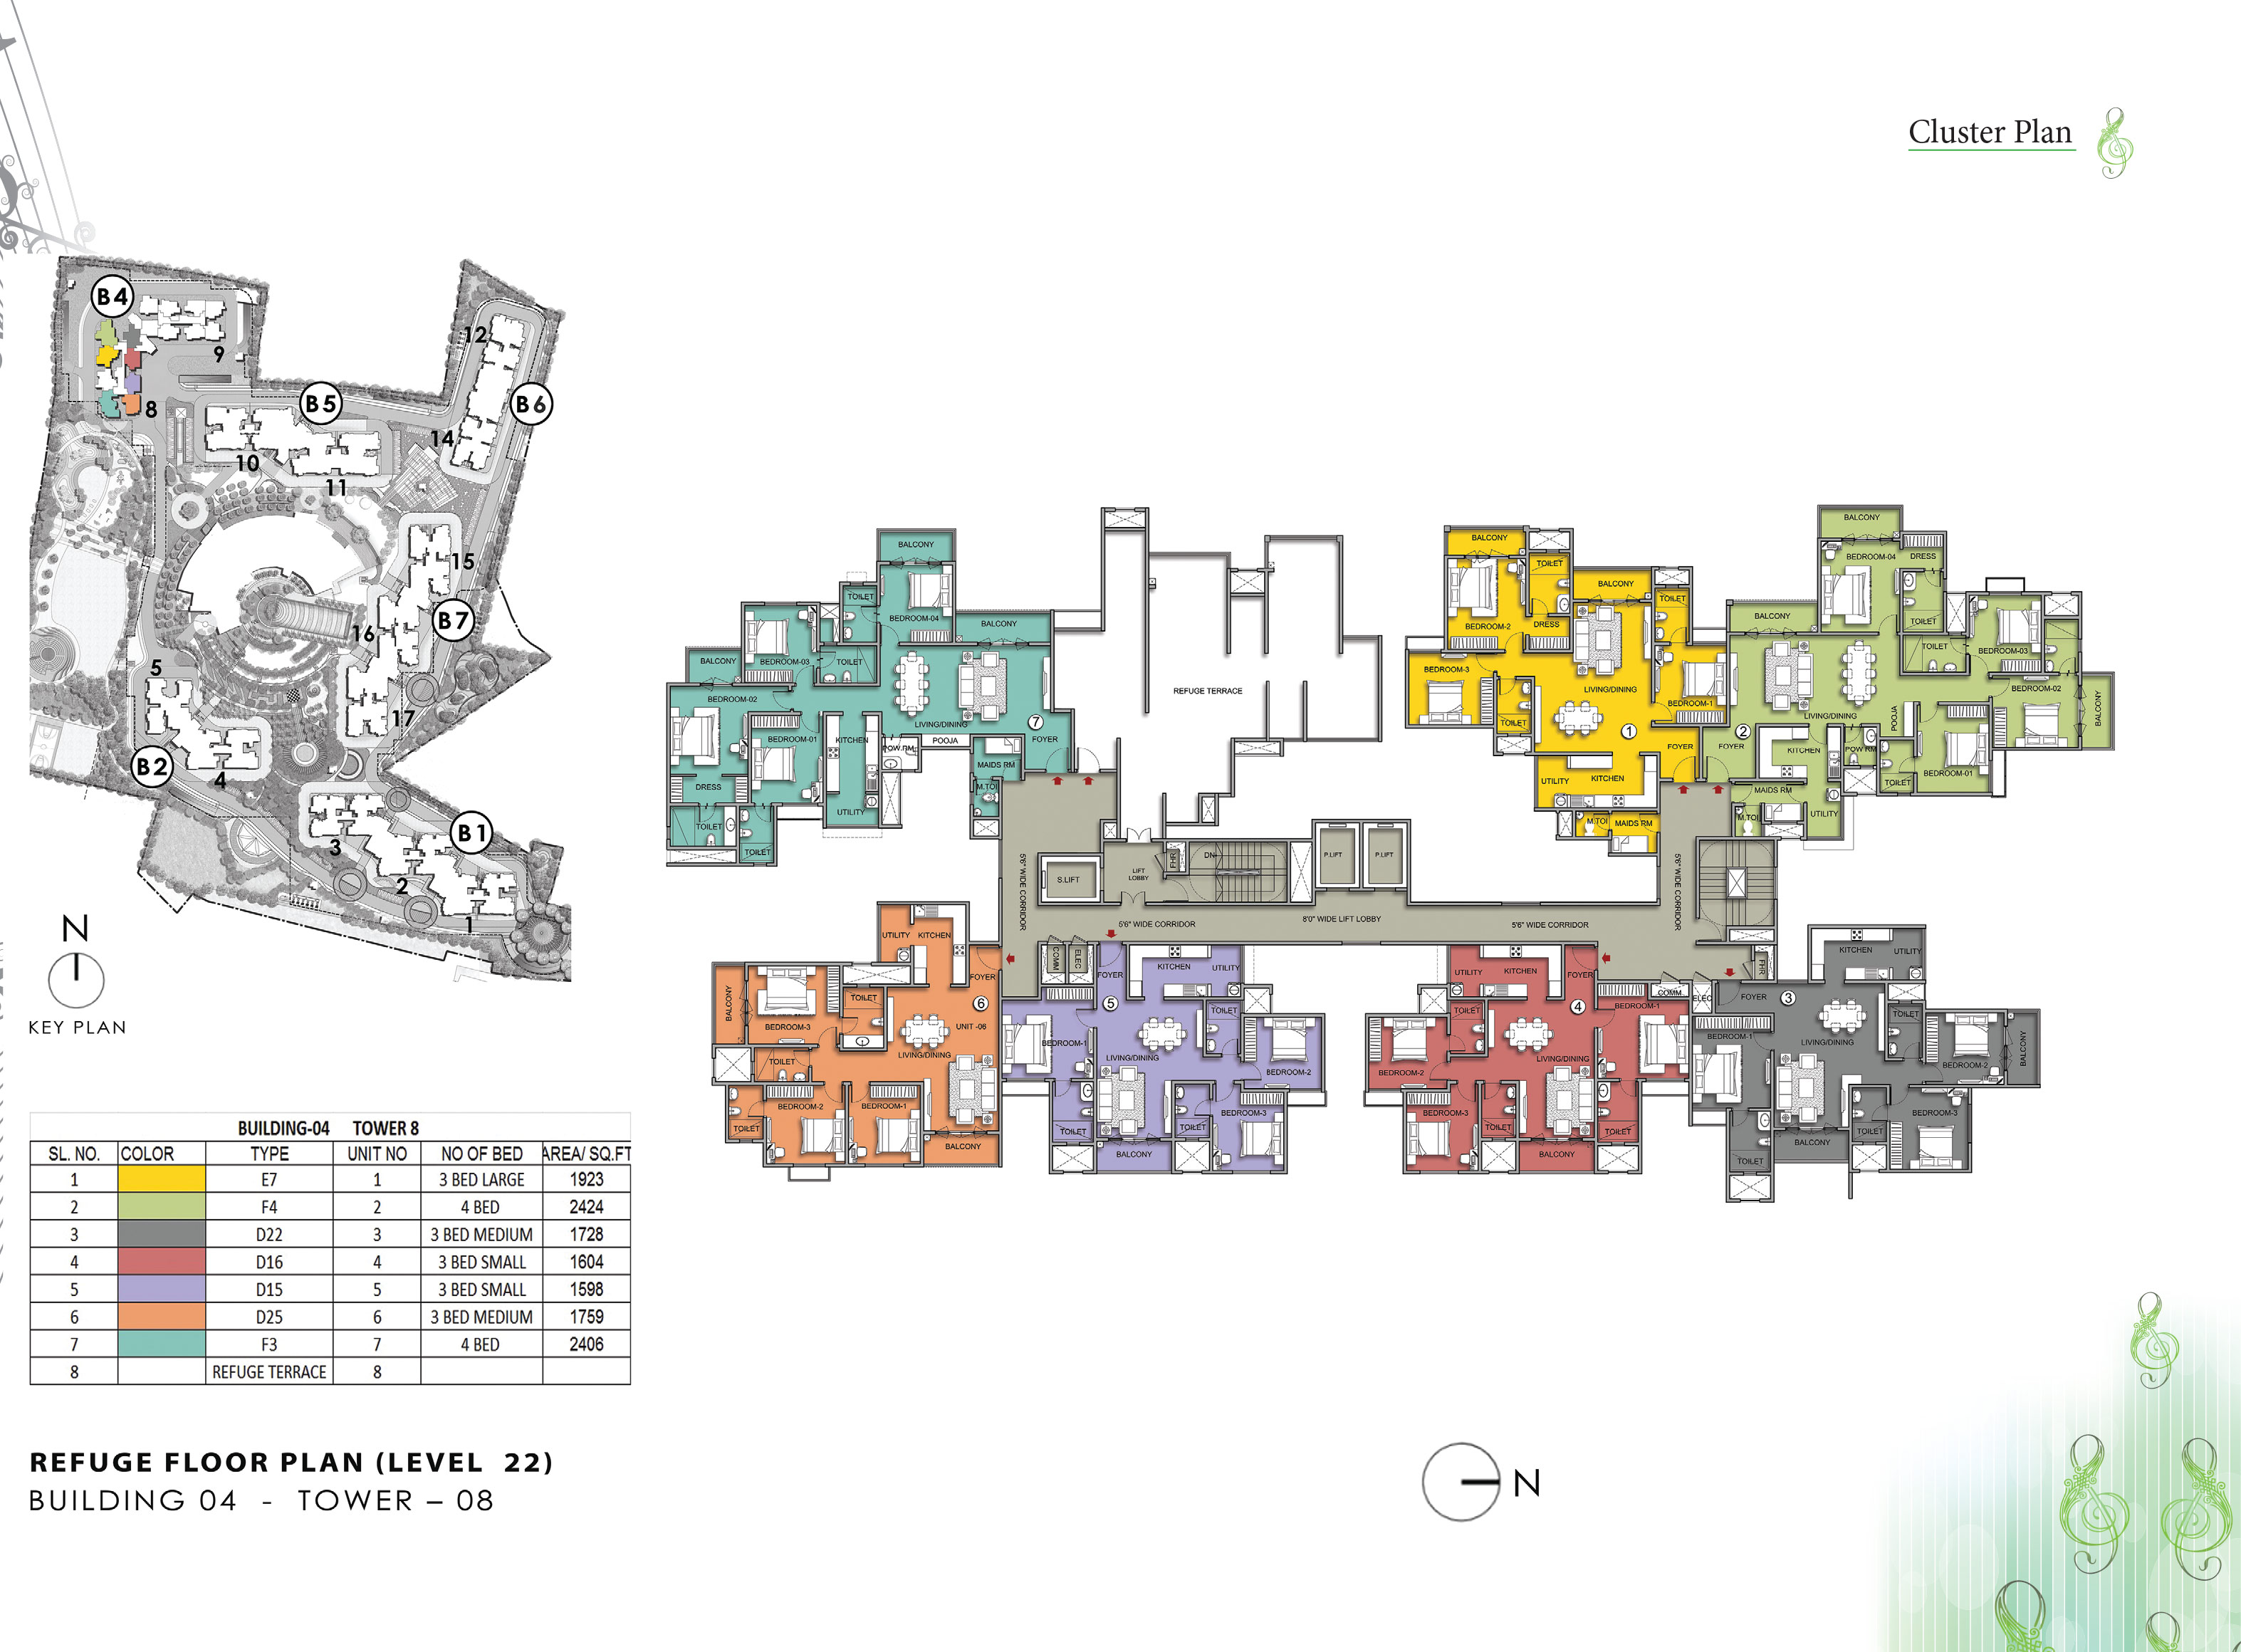 Cluster Plan
B4
9
8
B5
10
11
12
B6
14
15
B7
16
17
5
B2
4
3
B1
2
1
N
KEY PLAN
BALCONY
TOILET
BEDROOM-04
BALCONY
BEDROOM-03
TOILET
BALCONY
BEDROOM-02
LIVING/DINING
7
BEDROOM-01
KITCHEN
POOJA
FOYER
POW.RM
MAIDS RM
M.TOI
DRESS
UTILITY
TOILET
TOILET
REFUGE TERRACE
BALCONY
TOILET
BALCONY
TOILET
BEDROOM-2
DRESS
BEDROOM-3
LIVING/DINING
BEDROOM-1
TOILET
1
FOYER
UTILITY
KITCHEN
M.TOI
MAIDS RM
BALCONY
BEDROOM-04
DRESS
BALCONY
TOILET
TOILET
BEDROOM-03
BEDROOM-02
BALCONY
LIVING/DINING
POOJA
2
FOYER
KITCHEN
POW RM
BEDROOM-01
TOILET
MAIDS RM
M.TOI
UTILITY
5'6" WIDE CORRIDOR
S.LIFT
LIFT
LOBBY
FHR
DN
P.LIFT
P.LIFT
5'6" WIDE CORRIDOR
5'6" WIDE CORRIDOR
8'0" WIDE LIFT LOBBY
5'6" WIDE CORRIDOR
COMM
ELEC
FHR
COMM
ELEC
UTILITY
KITCHEN
FOYER
6
UNIT -06
BALCONY
BEDROOM-3
TOILET
LIVING/DINING
TOILET
BEDROOM-2
BEDROOM-1
TOILET
BALCONY
FOYER
KITCHEN
UTILITY
5
TOILET
BEDROOM-1
LIVING/DINING
BEDROOM-2
BEDROOM-3
TOILET
TOILET
BALCONY
UTILITY
KITCHEN
FOYER
4
BEDROOM-1
TOILET
LIVING/DINING
BEDROOM-2
BEDROOM-3
TOILET
TOILET
BALCONY
KITCHEN
UTILITY
FOYER
3
TOILET
BEDROOM-1
LIVING/DINING
BEDROOM-2
BALCONY
BEDROOM-3
TOILET
BALCONY
TOILET
BUILDING-04 TOWER 8
SL. NO. COLOR TYPE UNIT NO NO OF BED AREA/ SQ.FT
1 E7 1 3 BED LARGE 1923
2 F4 2 4 BED 2424
3 D22 3 3 BED MEDIUM 1728
4 D16 4 3 BED SMALL 1604
5 D15 5 3 BED SMALL 1598
6 D25 6 3 BED MEDIUM 1759
7 F3 7 4 BED 2406
8 REFUGE TERRACE 8
REFUGE FLOOR PLAN (LEVEL 22)
BUILDING 04 - TOWER – 08
N